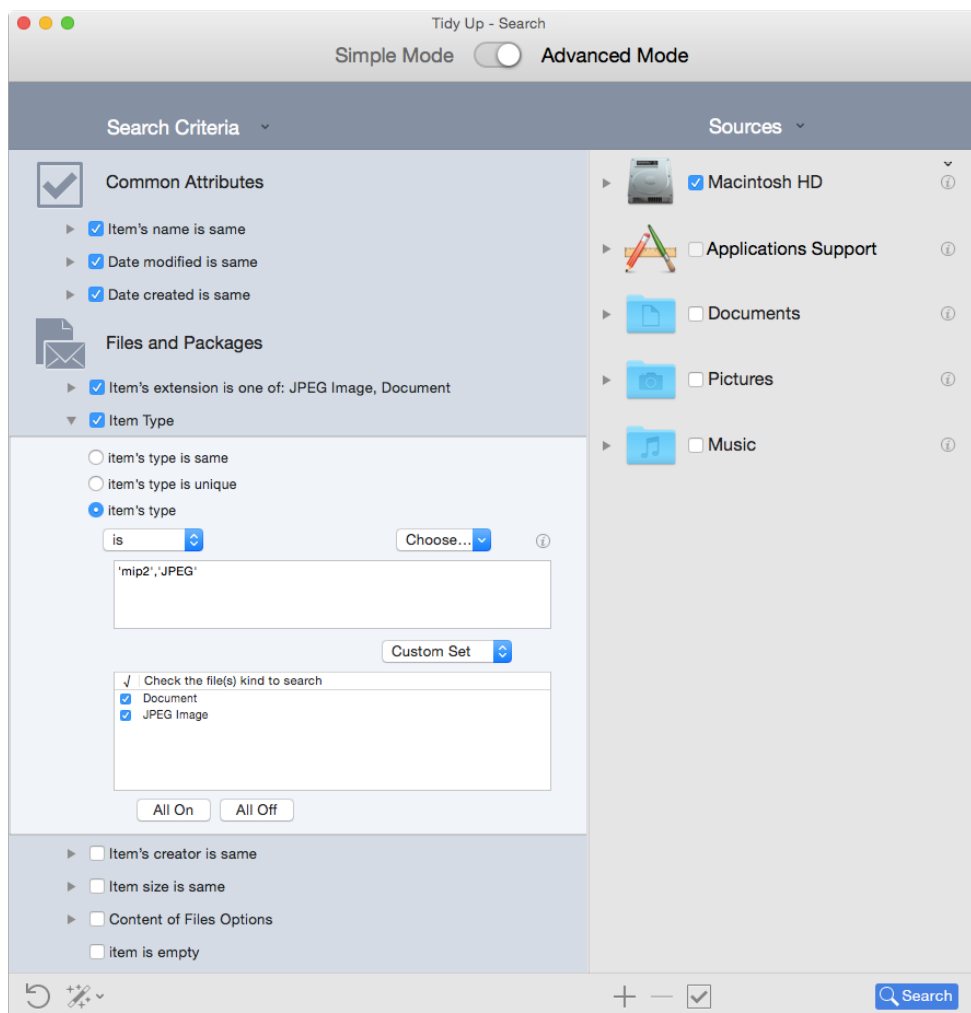 Tidy Up - Search
Simple Mode Advanced Mode
Search Criteria
Common Attributes
Item's name is same
Date modified is same
Date created is same
Files and Packages
Item's extension is one of: JPEG Image, Document
Item Type
item's type is same
item's type is unique
item's type
is Choose...
'mip2','JPEG'
Custom Set
√ Check the file(s) kind to search
Document
JPEG Image
All On All Off
Item's creator is same
Item size is same
Content of Files Options
item is empty
Sources
Macintosh HD
Applications Support
Documents
Pictures
Music
Search